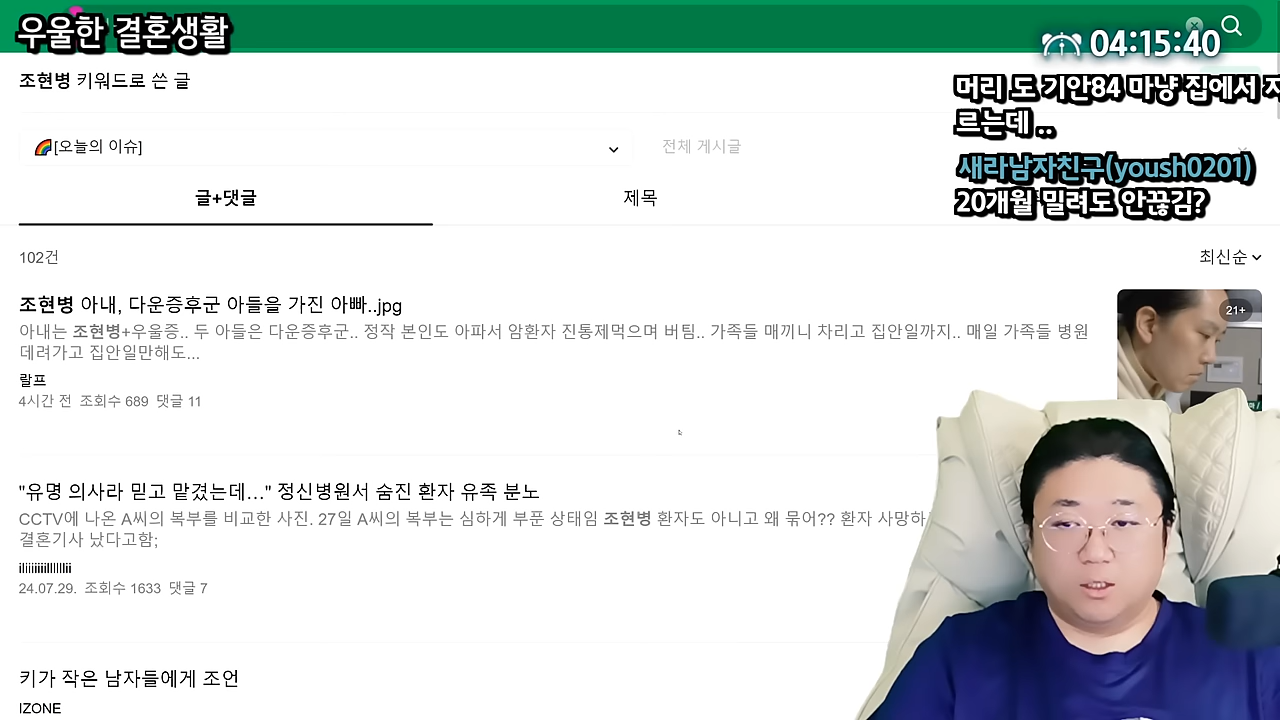 우울한 결혼생활
04:15:40
조현병 키워드로 쓴 글
머리 도 기안84 마냥 집에서 자
르는데 ..
🌈[오늘의 이슈]
전체 게시글
새라남자친구(yoush0201)
20개월 밀려도 안끊김?
글+댓글
제목
102건
최신순
조현병 아내, 다운증후군 아들을 가진 아빠..jpg
21+
아내는 조현병+우울증.. 두 아들은 다운증후군.. 정작 본인도 아파서 암환자 진통제먹으며 버팀.. 가족들 매끼니 차리고 집안일까지.. 매일 가족들 병원
데려가고 집안일만해도...
랄프
4시간 전 조회수 689 댓글 11
"유명 의사라 믿고 맡겼는데…" 정신병원서 숨진 환자 유족 분노
CCTV에 나온 A씨의 복부를 비교한 사진. 27일 A씨의 복부는 심하게 부푼 상태임 조현병 환자도 아니고 왜 묶어?? 환자 사망하
결혼기사 났다고함;
24.07.29. 조회수 1633 댓글 7
키가 작은 남자들에게 조언
IZONE